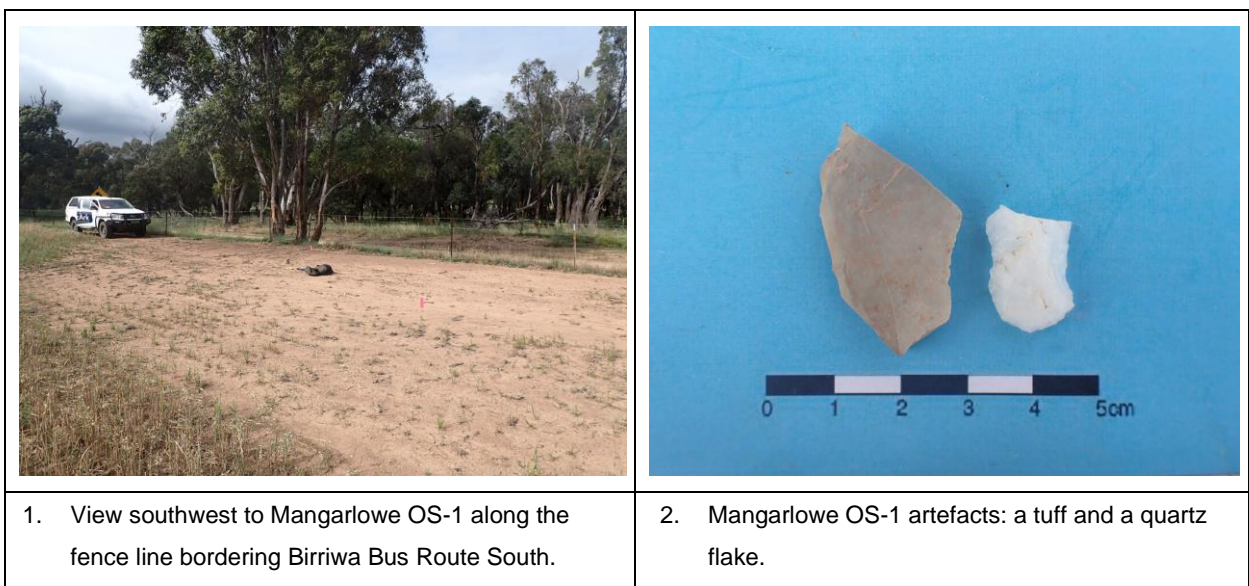 0 1 2 3 4 5cm
1. View southwest to Mangarlowe OS-1 along the
fence line bordering Birriwa Bus Route South.
2. Mangarlowe OS-1 artefacts: a tuff and a quartz
flake.